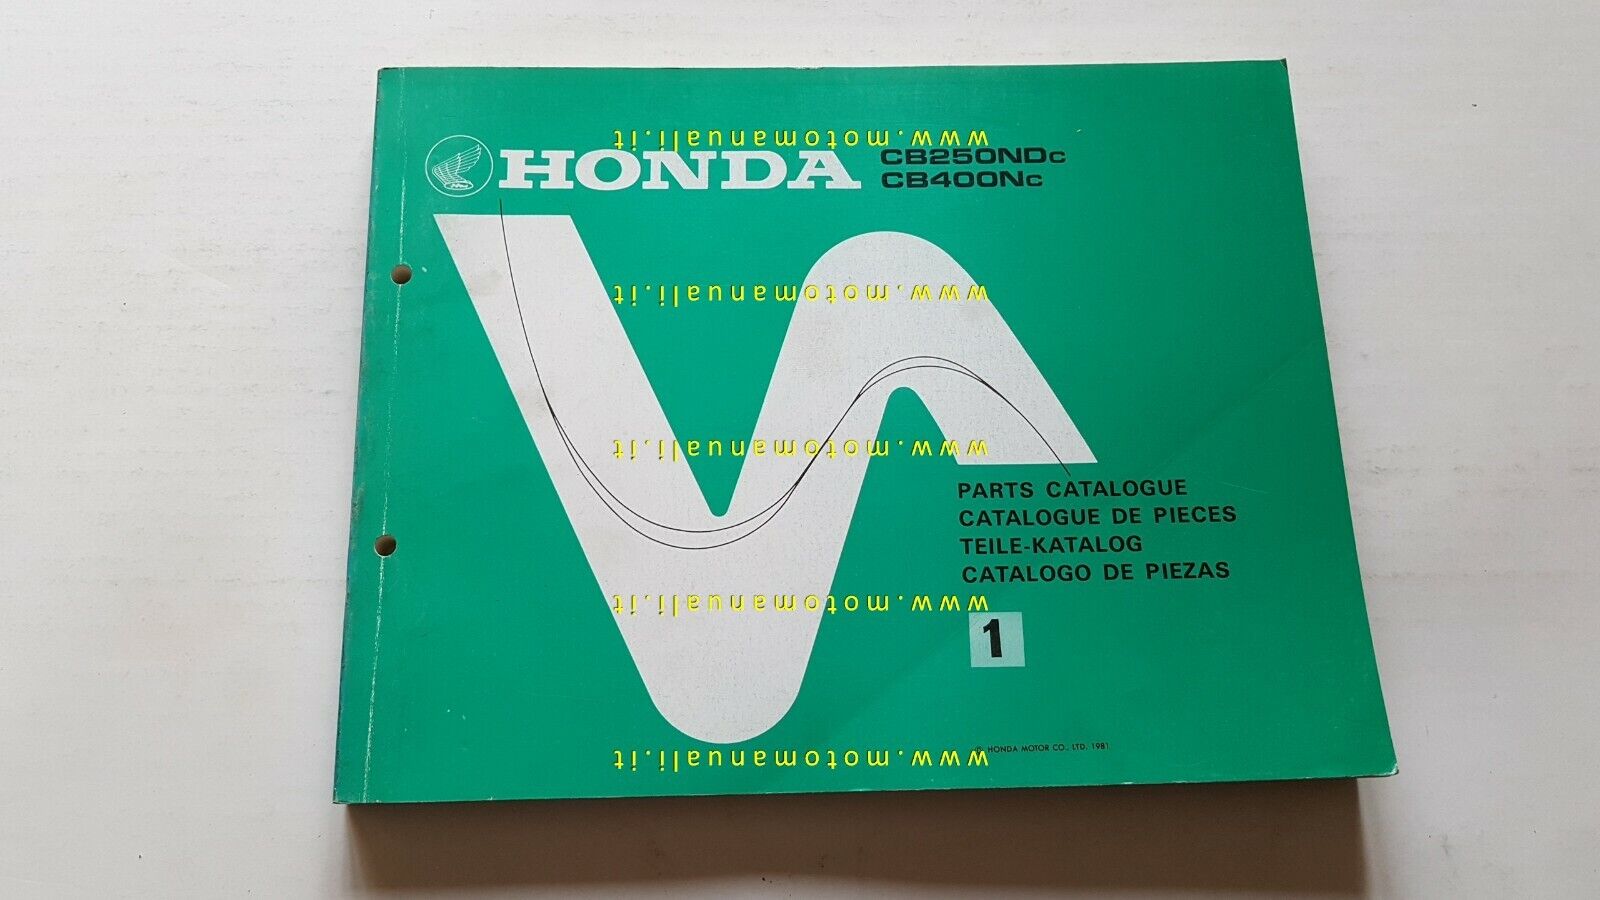 www.motomanuali.it
HONDA
CB250NDc
CB400Nc
www.motomanuali.it
www.motomanuali.it
PARTS CATALOGUE
CATALOGUE DE PIECES
TEILE-KATALOG
CATALOGO DE PIEZAS
www.motomanuali.it
1
www.motomanuali.it
© HONDA MOTOR CO., LTD. 1981